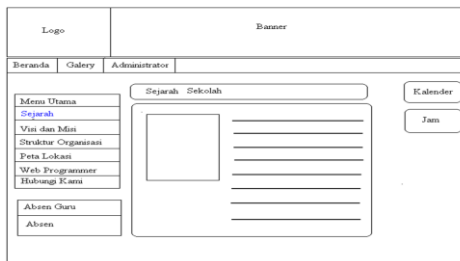 Logo
Banner
Beranda Galery Administrator
Menu Utama
Sejarah
Visi dan Misi
Struktur Organisasi
Peta Lokasi
Web Programmer
Hubungi Kami
Absen Guru
Absen
Sejarah Sekolah
Kalender
Jam